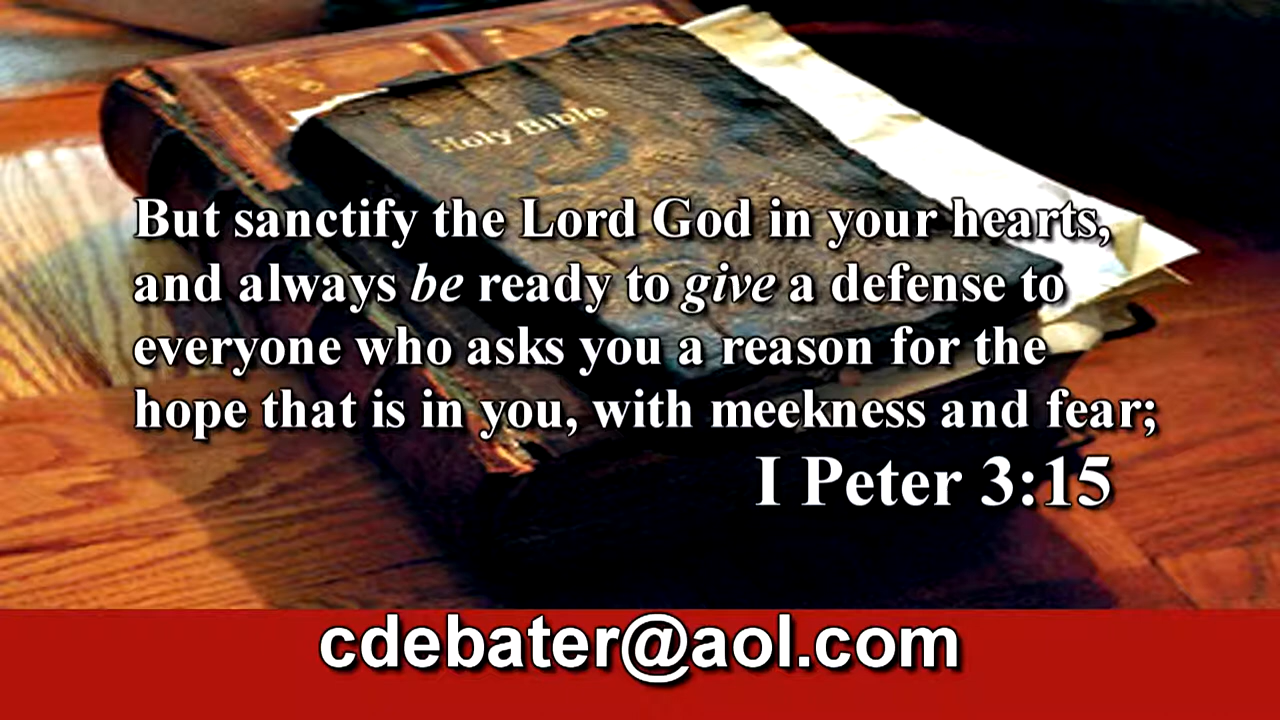 Holy Bible
But sanctify the Lord God in your hearts,
and always be ready to give a defense to
everyone who asks you a reason for the
hope that is in you, with meekness and fear;
I Peter 3:15
cdebater@aol.com